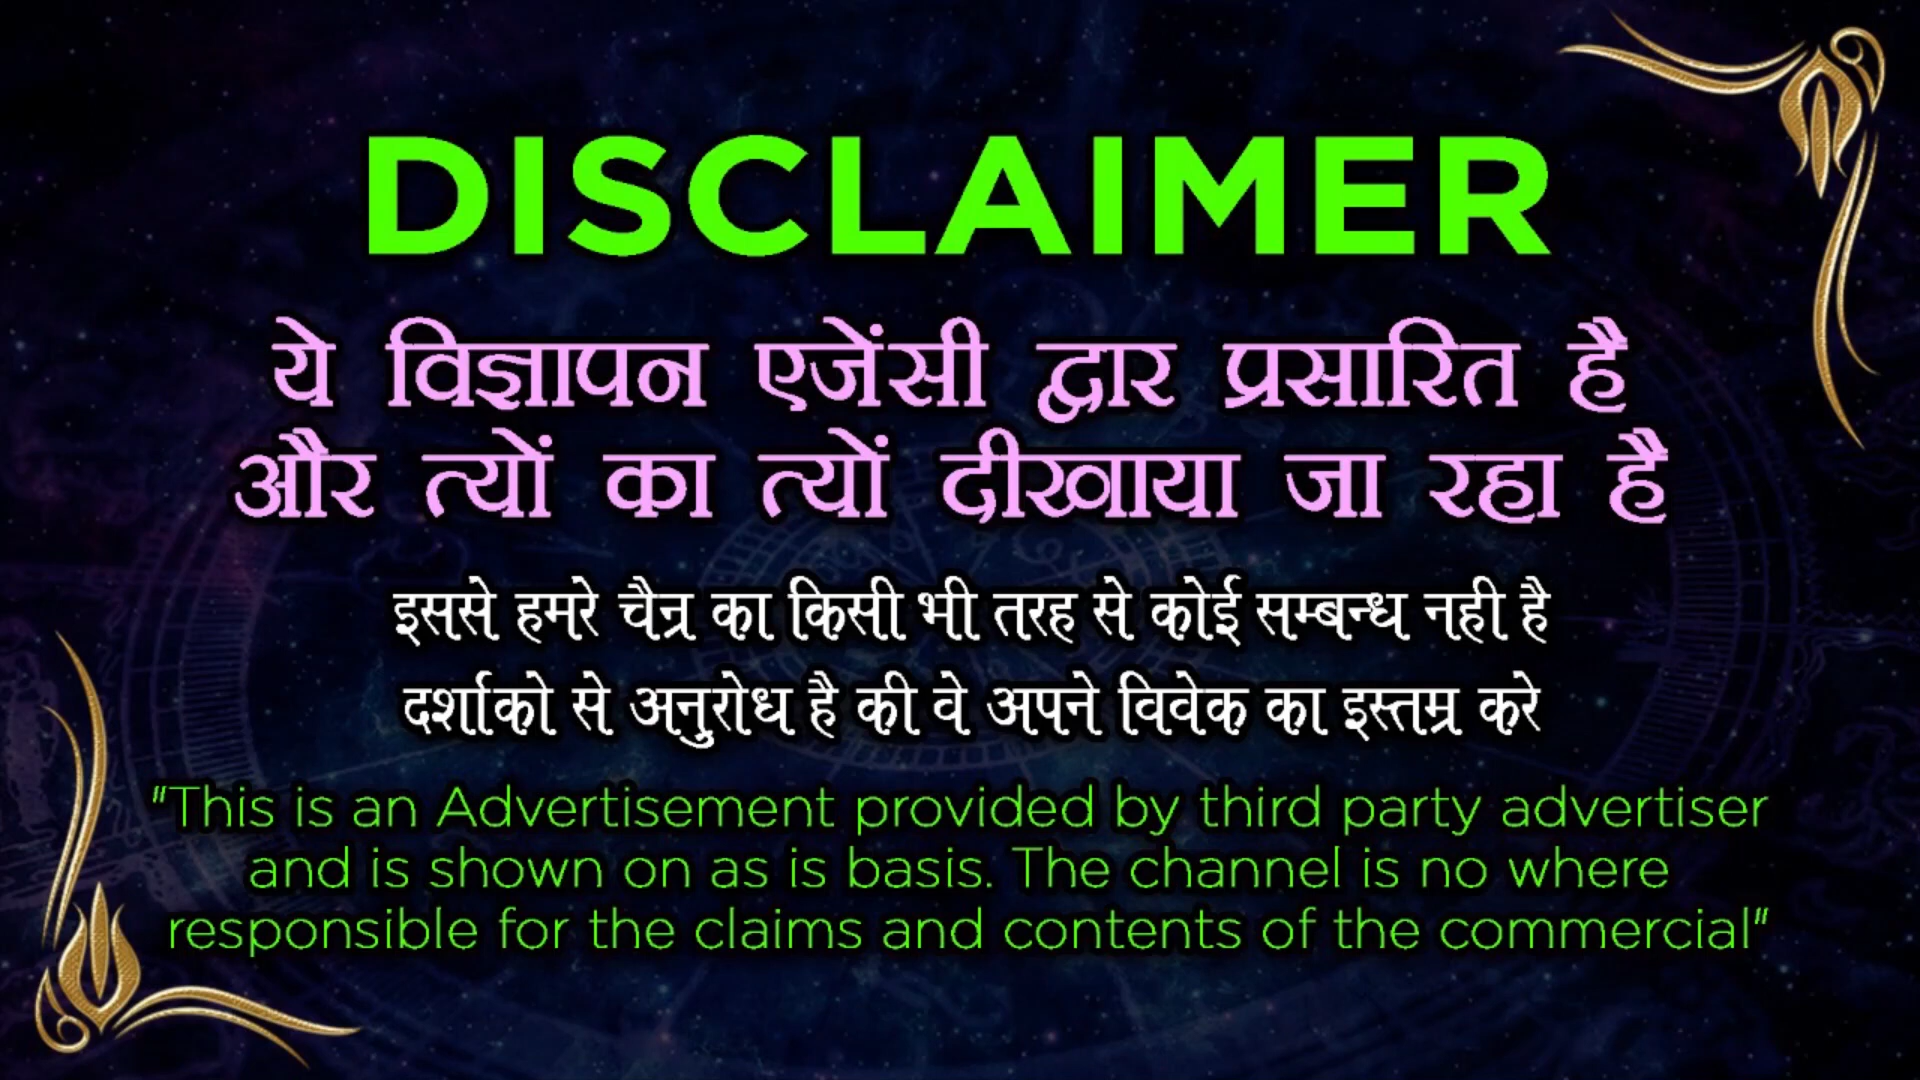 DISCLAIMER
ये विज्ञापन एजेंसी द्वार प्रसारित है
और त्यों का त्यों दीखाया जा रहा है
इससे हमरे चैन्र का किसी भी तरह से कोई सम्बन्ध नही है
दर्शाको से अनुरोध है की वे अपने विवेक का इस्तम्र करे
"This is an Advertisement provided by third party advertiser
and is shown on as is basis. The channel is no where
responsible for the claims and contents of the commercial"